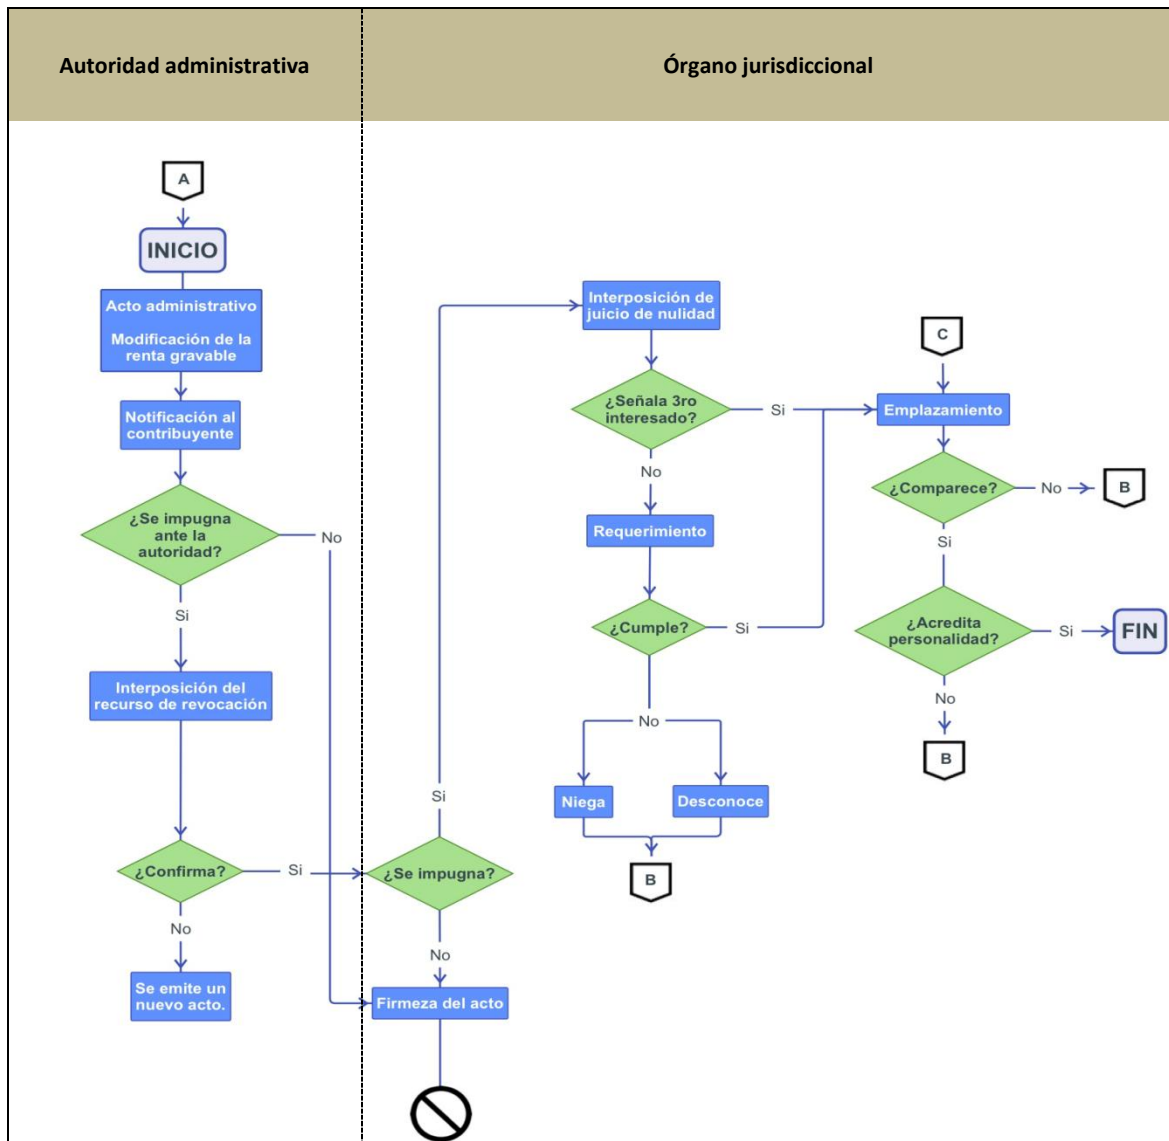 Autoridad administrativa
Órgano jurisdiccional
A
INICIO
Acto administrativo
Modificación de la
renta gravable
Notificación al
contribuyente
¿Se impugna
ante la
autoridad?
No
Si
Interposición del
recurso de revocación
¿Confirma?
Si
No
Se emite un
nuevo acto.
¿Se impugna?
Si
No
Firmeza del acto
Interposición de
juicio de nulidad
¿Señala 3ro
interesado?
Si
No
Requerimiento
¿Cumple?
Si
No
Niega
Desconoce
B
C
Emplazamiento
¿Comparece?
No
B
Si
¿Acredita
personalidad?
Si
FIN
No
B